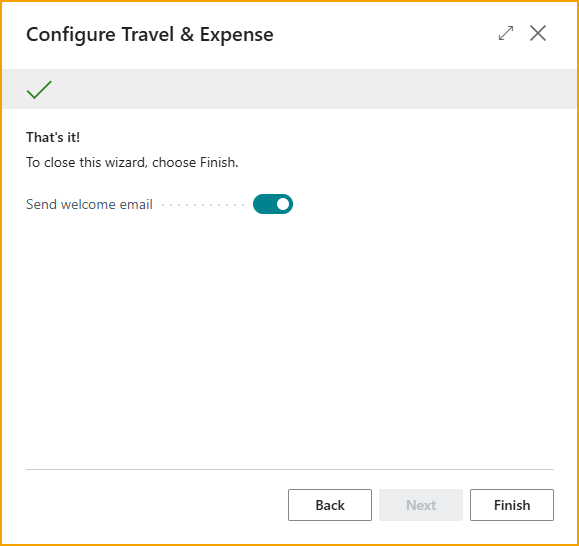 Configure Travel & Expense
That's it!
To close this wizard, choose Finish.
Send welcome email
Back
Next
Finish